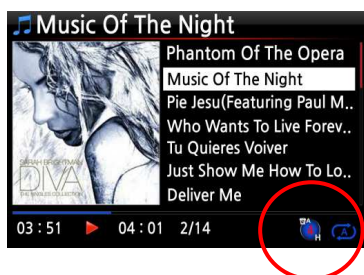 Music Of The Night
Phantom Of The Opera
Music Of The Night
Pie Jesu(Featuring Paul M..
Who Wants To Live Forev..
Tu Quieres Voiver
Just Show Me How To Lo..
Deliver Me
SARAH BRIGHTMAN
DIVA
THE SINGLES COLLECTION
03:51 04:01 2/14
A
H
A